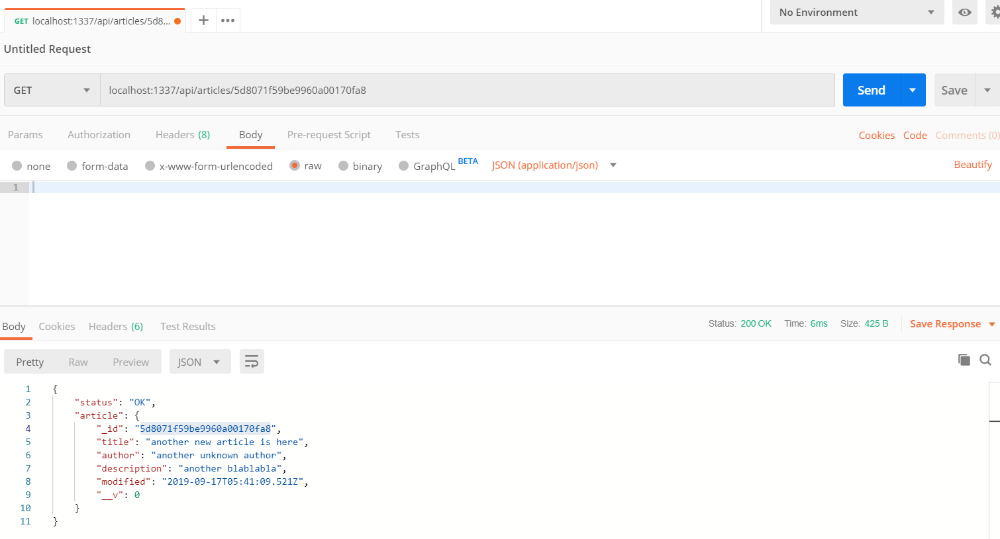 GET localhost:1337/api/articles/5d8...
No Environment
Untitled Request
GET localhost:1337/api/articles/5d8071f59be9960a00170fa8 Send Save
Params Authorization Headers (8) Body Pre-request Script Tests Cookies Code Comments (0)
none form-data x-www-form-urlencoded raw binary GraphQL BETA JSON (application/json) Beautify
1
Body Cookies Headers (6) Test Results Status: 200 OK Time: 6ms Size: 425 B Save Response
Pretty Raw Preview JSON
1 {
2 "status": "OK",
3 "article": {
4 "_id": "5d8071f59be9960a00170fa8",
5 "title": "another new article is here",
6 "author": "another unknown author",
7 "description": "another blablabla",
8 "modified": "2019-09-17T05:41:09.521Z",
9 "__v": 0
10 }
11 }